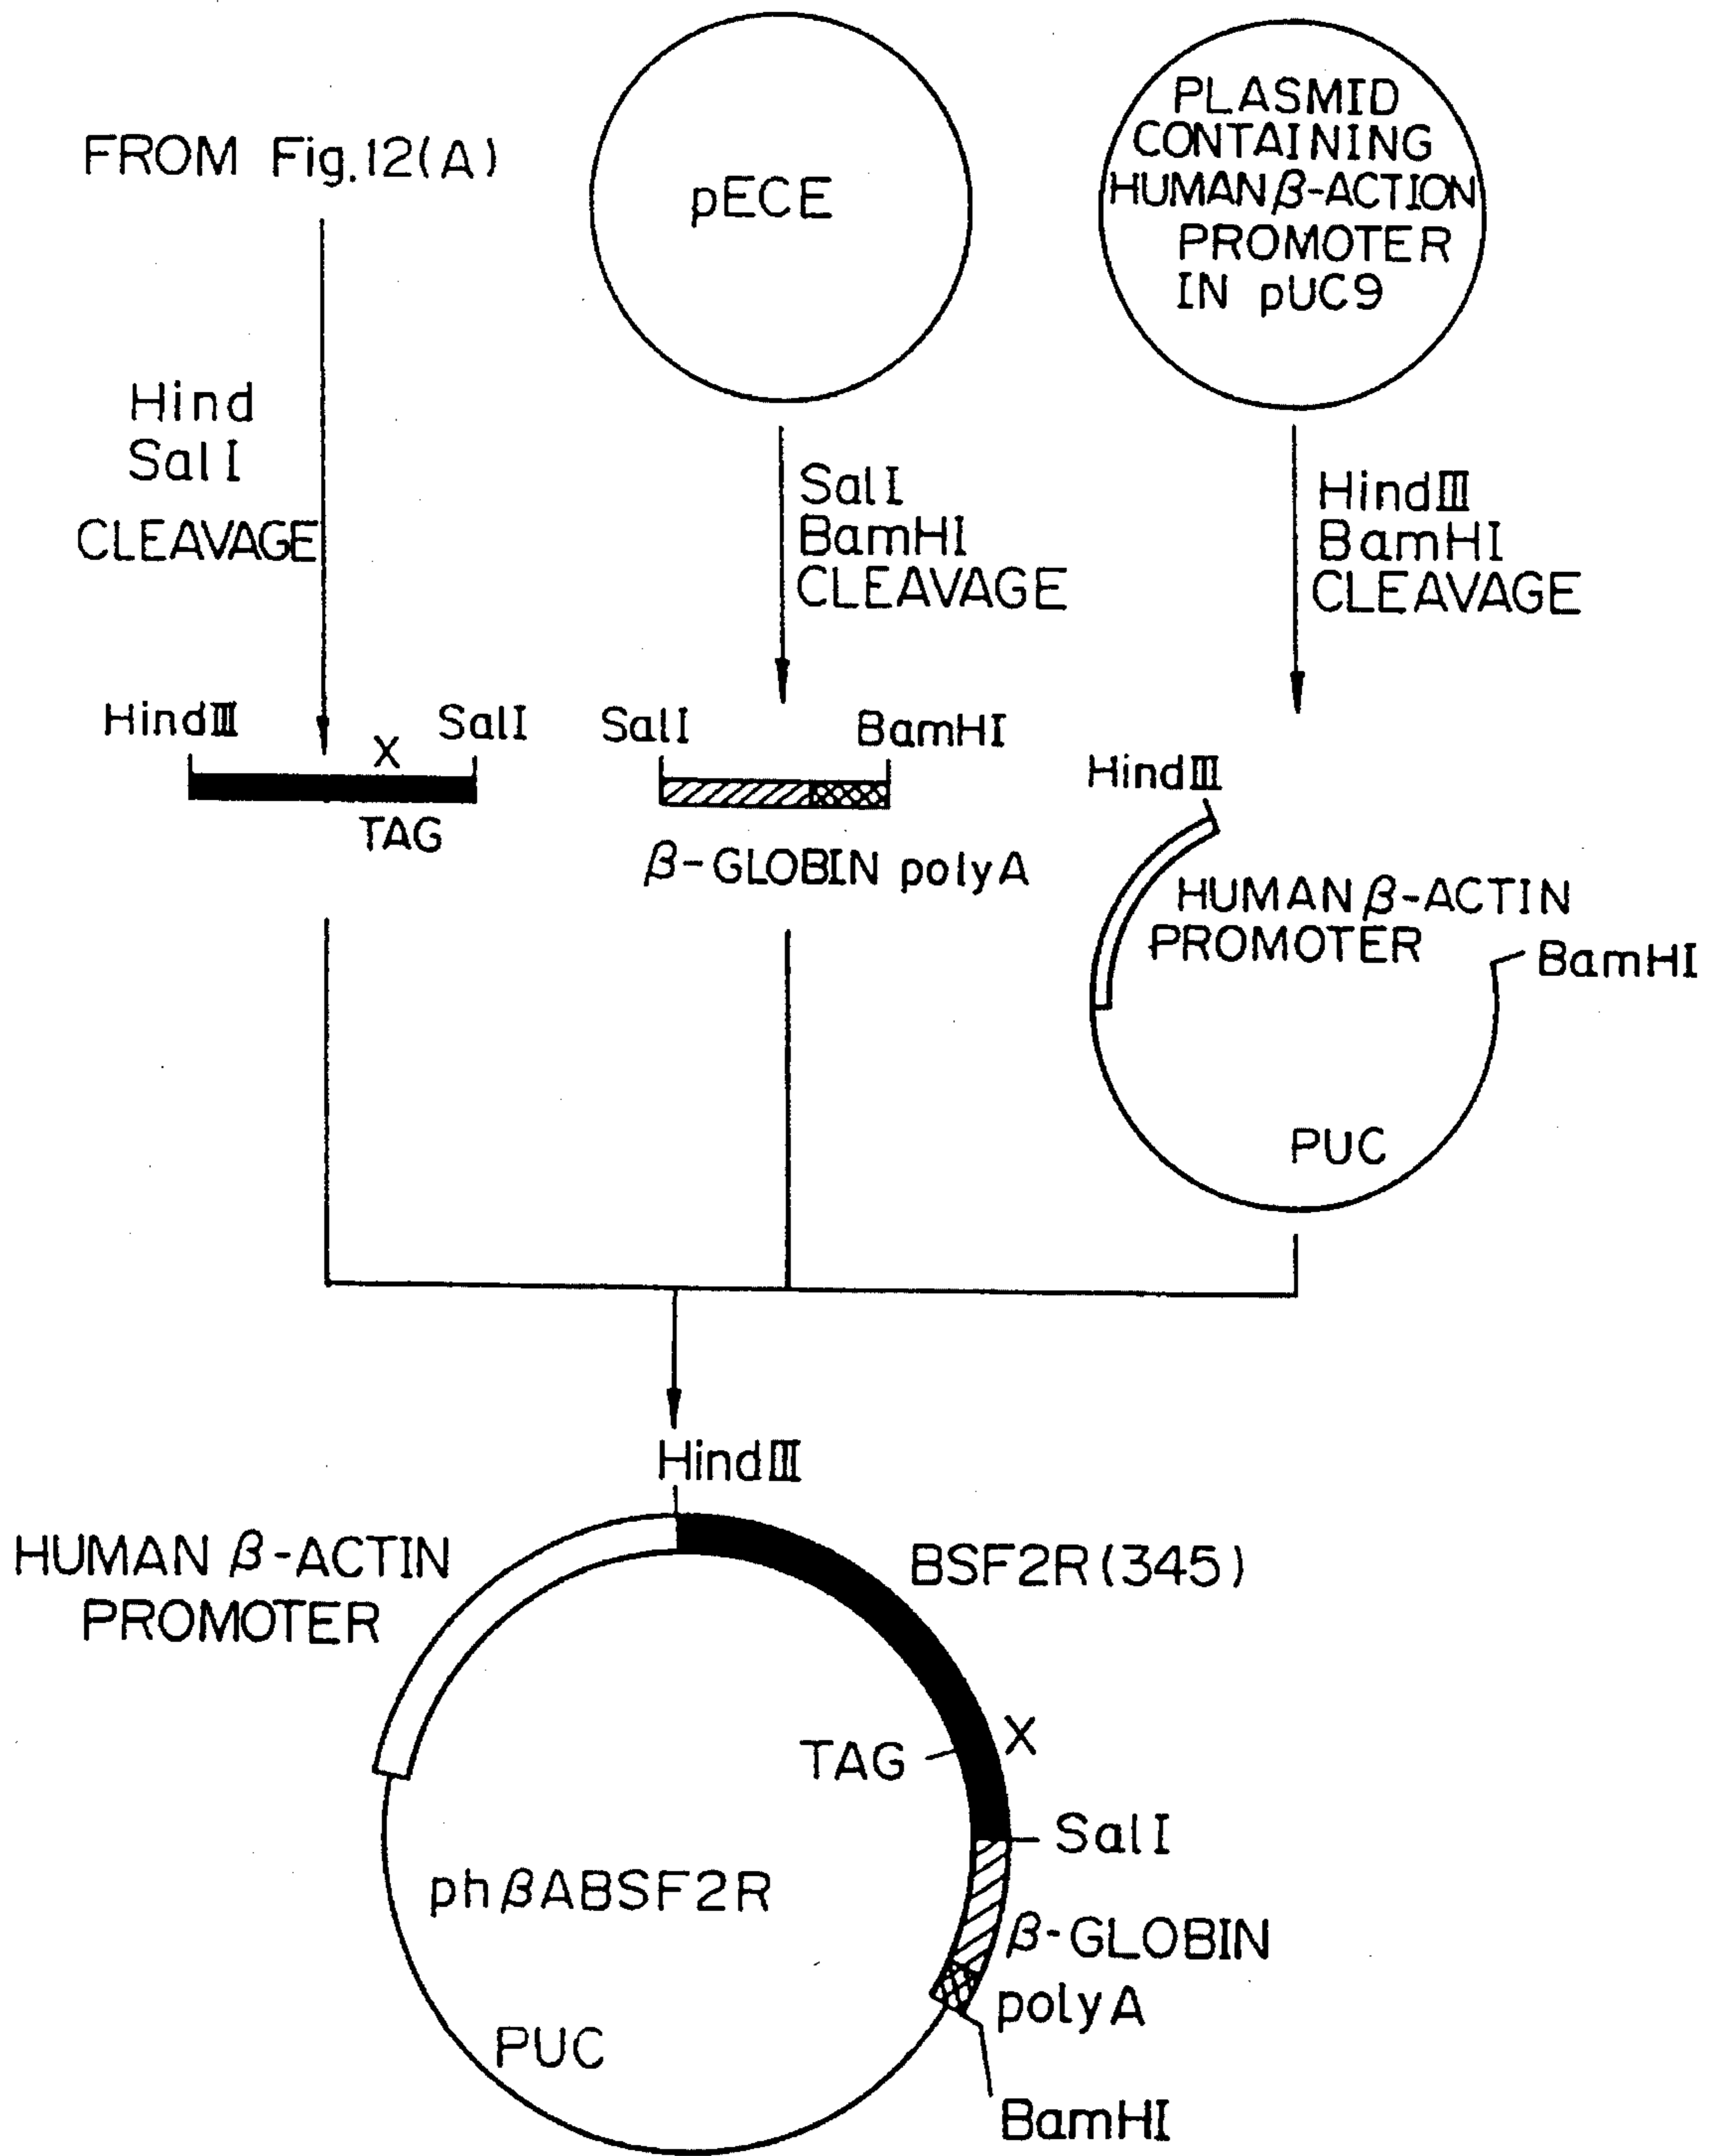 FROM Fig.12(A)
pECE
PLASMID
CONTAINING
HUMAN β-ACTION
PROMOTER
IN pUC9
Hind
SalI
CLEAVAGE
SalI
BamHI
CLEAVAGE
HindⅢ
BamHI
CLEAVAGE
HindⅢ
X
SalI
TAG
SalI
BamHI
β-GLOBIN polyA
HindⅢ
HUMAN β-ACTIN
PROMOTER
BamHI
PUC
HindⅢ
HUMAN β-ACTIN
PROMOTER
BSF2R(345)
TAG
X
SalI
phβABSF2R
β-GLOBIN
polyA
PUC
BamHI